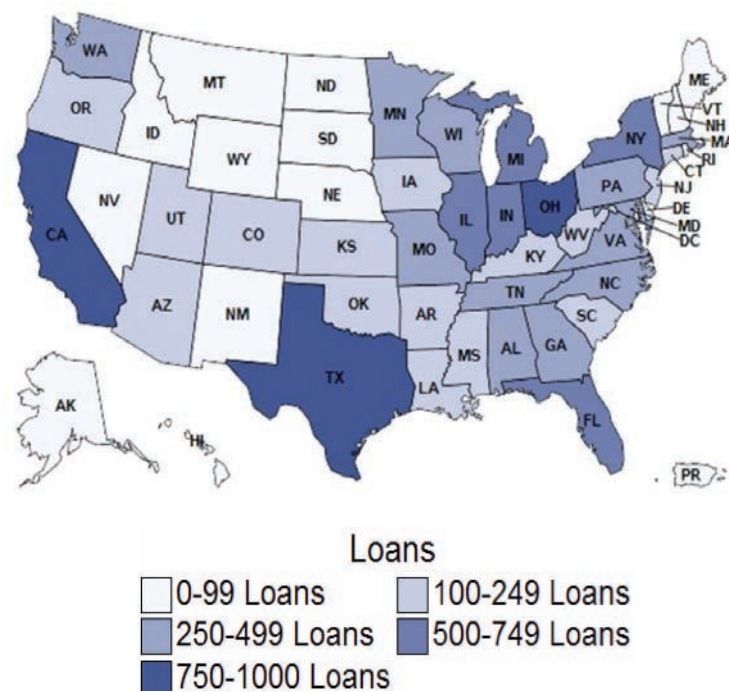 WA
MT
ND
ME
VT
NH
MA
RI
CT
NJ
DE
MD
DC
OR
ID
SD
MN
WI
MI
NY
WY
NE
IA
PA
NV
UT
CO
KS
MO
IL
IN
OH
WV
VA
KY
CA
AZ
NM
OK
AR
TN
NC
SC
TX
LA
MS
AL
GA
FL
AK
HI
PR
Loans
0-99 Loans
100-249 Loans
250-499 Loans
500-749 Loans
750-1000 Loans